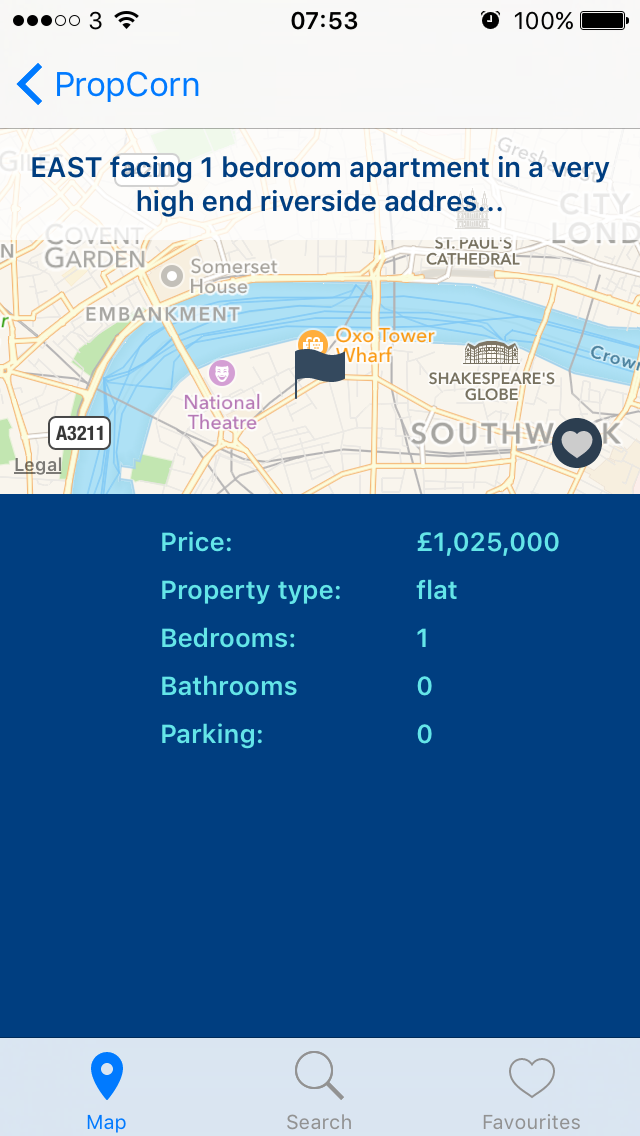 3 07:53 100%
PropCorn
EAST facing 1 bedroom apartment in a very
high end riverside addres...
CITY
LOND
COVENT
GARDEN
ST. PAUL'S
CATHEDRAL
Somerset
House
EMBANKMENT
Oxo Tower
Wharf
Crown
SHAKESPEARE'S
GLOBE
National
Theatre
A3211
SOUTHW K
Legal
Price: £1,025,000
Property type: flat
Bedrooms: 1
Bathrooms 0
Parking: 0
Map Search Favourites